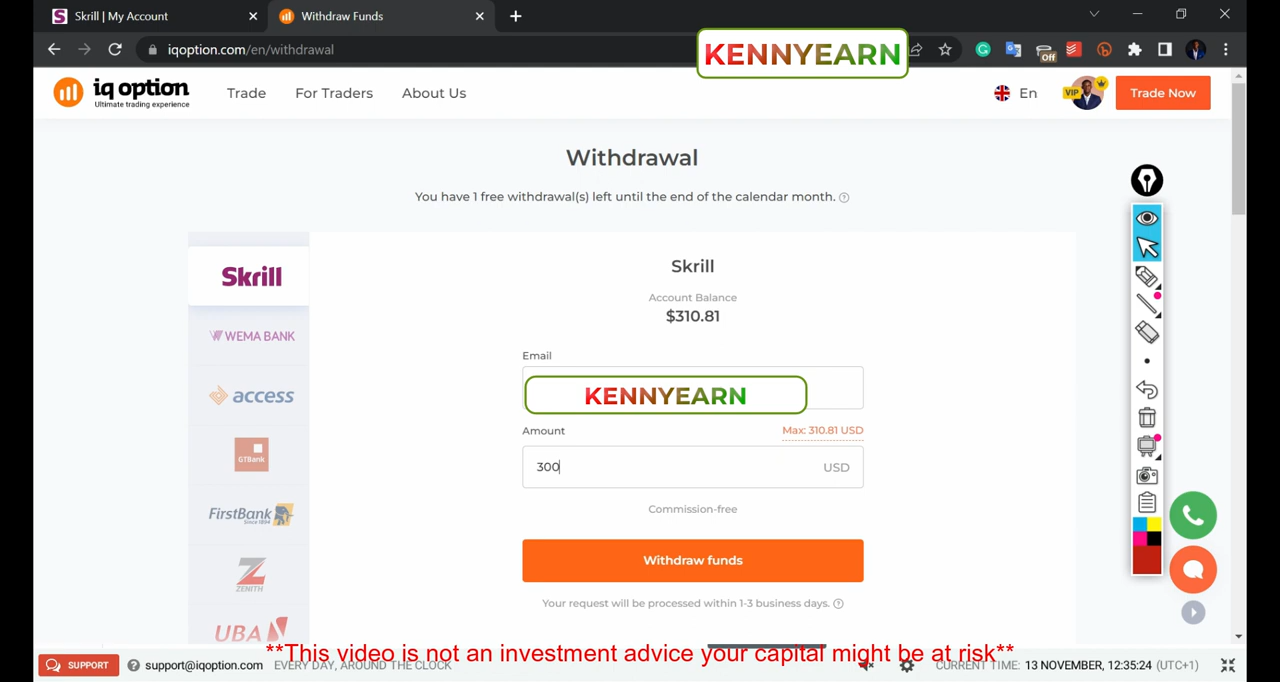 Skrill | My Account
Withdraw Funds
iqoption.com/en/withdrawal
KENNYEARN
Off
iq option
Ultimate trading experience
Trade
For Traders
About Us
En
VIP
Trade Now
Withdrawal
You have 1 free withdrawal(s) left until the end of the calendar month.
Skrill
WEMA BANK
access
GTBank
FirstBank
Since 1894
ZENITH
UBA
Skrill
Account Balance
$310.81
Email
KENNYEARN
Amount
Max: 310.81 USD
300
USD
Commission-free
Withdraw funds
Your request will be processed within 1-3 business days.
**This video is not an investment advice your capital might be at risk**
SUPPORT
support@iqoption.com
EVERY DAY, AROUND THE CLOCK
CURRENT TIME: 13 NOVEMBER, 12:35:24 (UTC+1)